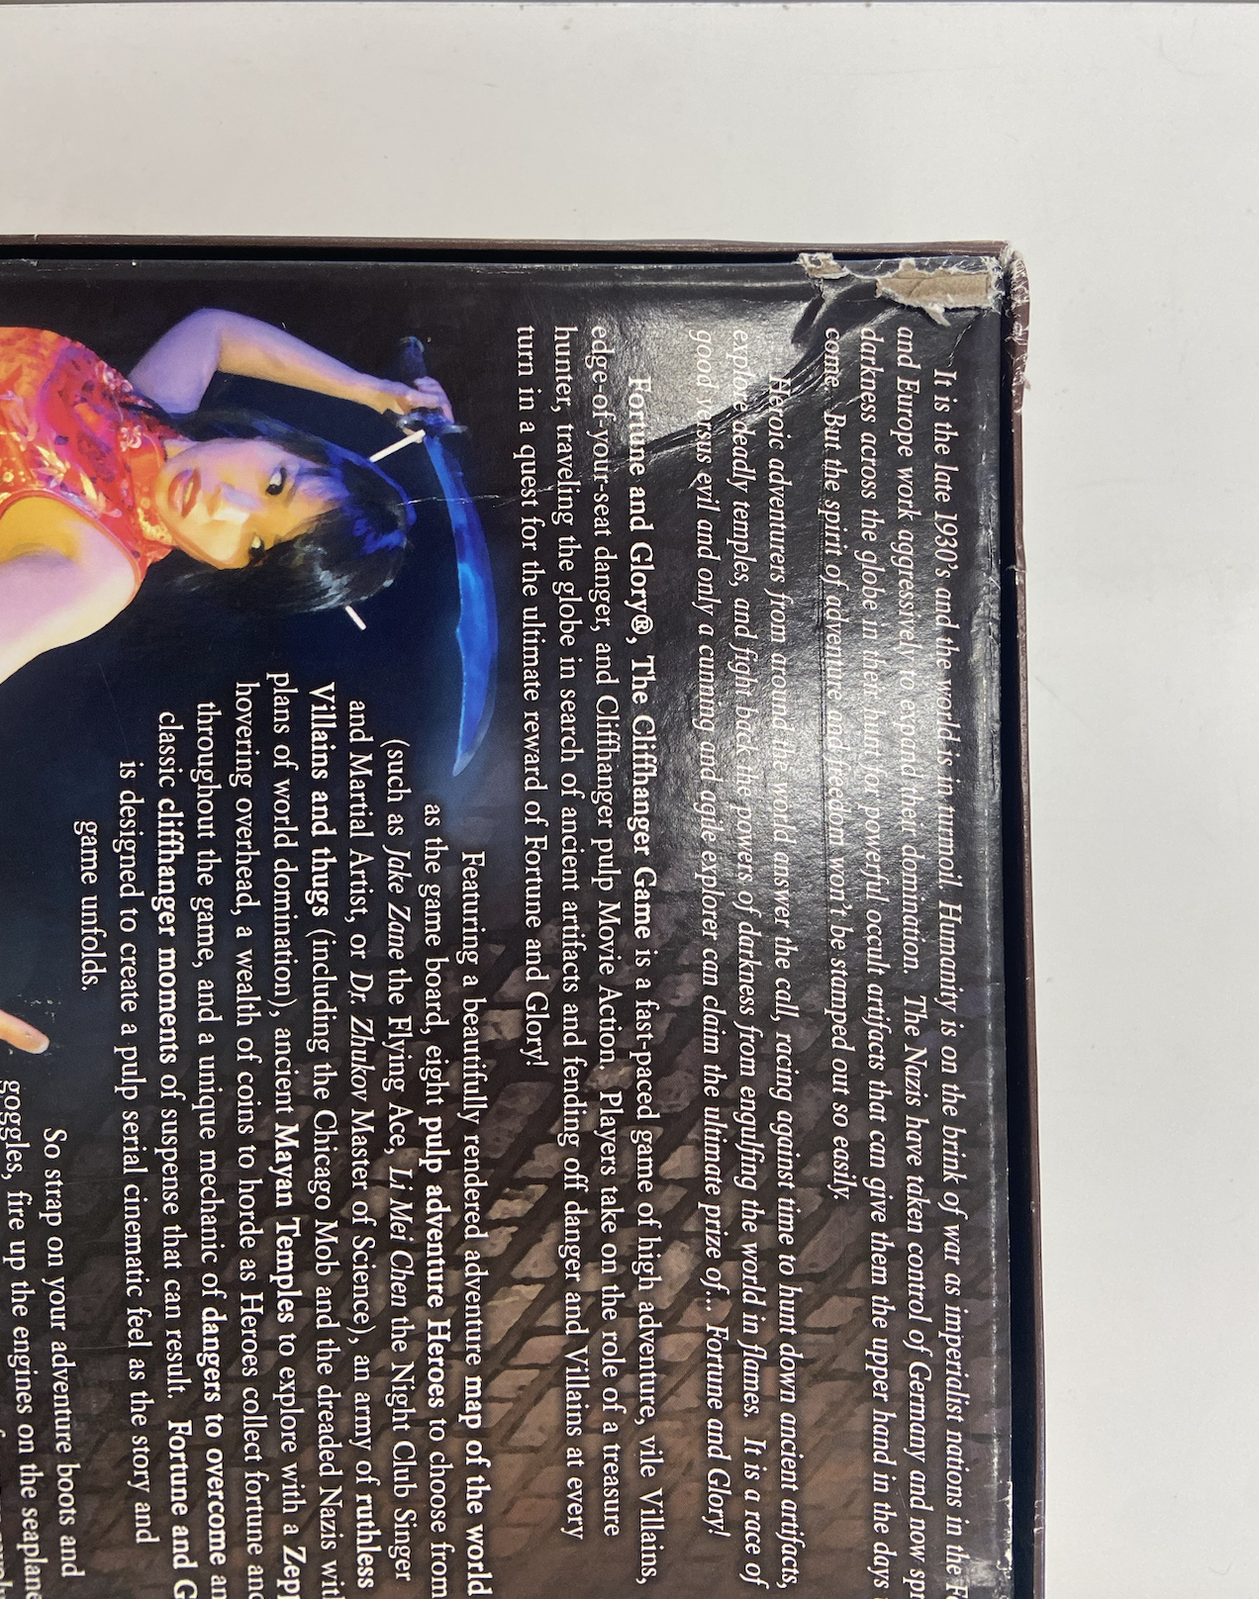 It is the late 1930's and the world is in turmoil. Humanity is on the brink of war as imperialist nations in the
and Europe work aggressively to expand their domination. The Nazis have taken control of Germany and now
darkness across the globe in their hunt for powerful occult artifacts that can give them the upper hand in the days
come. But the spirit of adventure and freedom won't be stamped out so easily.
Heroic adventurers from around the world answer the call, racing against time to hunt down ancient artifacts,
explore deadly temples, and fight back the powers of darkness from engulfing the world in flames. It is a race of
good versus evil and only a cunning and agile explorer can claim the ultimate prize of... Fortune and Glory!
Fortune and Glory®, The Cliffhanger Game is a fast-paced game of high adventure, vile Villains,
edge-of-your-seat danger, and Cliffhanger pulp Movie Action. Players take on the role of a treasure
hunter, traveling the globe in search of ancient artifacts and fending off danger and Villains at every
turn in a quest for the ultimate reward of Fortune and Glory!
Featuring a beautifully rendered adventure map of the world
as the game board, eight pulp adventure Heroes to choose from
(such as Jake Zane the Flying Ace, Li Mei Chen the Night Club Singer
and Martial Artist, or Dr. Zhukov Master of Science), an army of ruthless
Villains and thugs (including the Chicago Mob and the dreaded Nazis with
plans of world domination), ancient Mayan Temples to explore with a
hovering overhead, a wealth of coins to horde as Heroes collect fortune and
throughout the game, and a unique mechanic of dangers to overcome
classic cliffhanger moments of suspense that can result. Fortune and
is designed to create a pulp serial cinematic feel as the story and
game unfolds.
So strap on your adventure boots and
goggles, fire up the engines on the seaplane